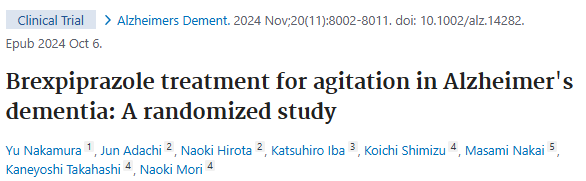 Clinical Trial > Alzheimers Dement. 2024 Nov;20(11):8002-8011. doi: 10.1002/alz.14282.
Epub 2024 Oct 6.
Brexpiprazole treatment for agitation in Alzheimer's
dementia: A randomized study
Yu Nakamura 1, Jun Adachi 2, Naoki Hirota 2, Katsuhiro Iba 3, Koichi Shimizu 4, Masami Nakai 5,
Kaneyoshi Takahashi 4, Naoki Mori 4